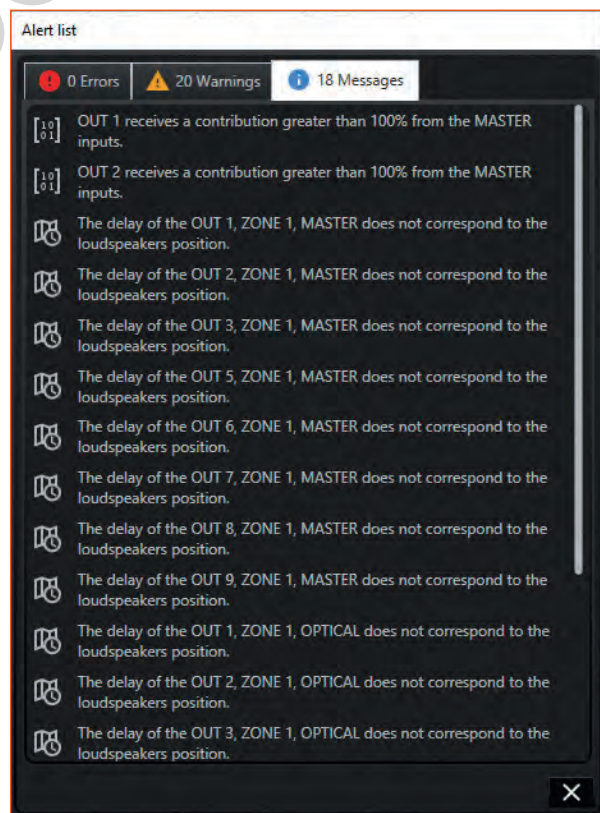 Alert list
0 Errors 20 Warnings 18 Messages
OUT 1 receives a contribution greater than 100% from the MASTER
inputs.
OUT 2 receives a contribution greater than 100% from the MASTER
inputs.
The delay of the OUT 1, ZONE 1, MASTER does not correspond to the
loudspeakers position.
The delay of the OUT 2, ZONE 1, MASTER does not correspond to the
loudspeakers position.
The delay of the OUT 3, ZONE 1, MASTER does not correspond to the
loudspeakers position.
The delay of the OUT 5, ZONE 1, MASTER does not correspond to the
loudspeakers position.
The delay of the OUT 6, ZONE 1, MASTER does not correspond to the
loudspeakers position.
The delay of the OUT 7, ZONE 1, MASTER does not correspond to the
loudspeakers position.
The delay of the OUT 8, ZONE 1, MASTER does not correspond to the
loudspeakers position.
The delay of the OUT 9, ZONE 1, MASTER does not correspond to the
loudspeakers position.
The delay of the OUT 1, ZONE 1, OPTICAL does not correspond to the
loudspeakers position.
The delay of the OUT 2, ZONE 1, OPTICAL does not correspond to the
loudspeakers position.
The delay of the OUT 3, ZONE 1, OPTICAL does not correspond to the
loudspeakers position.